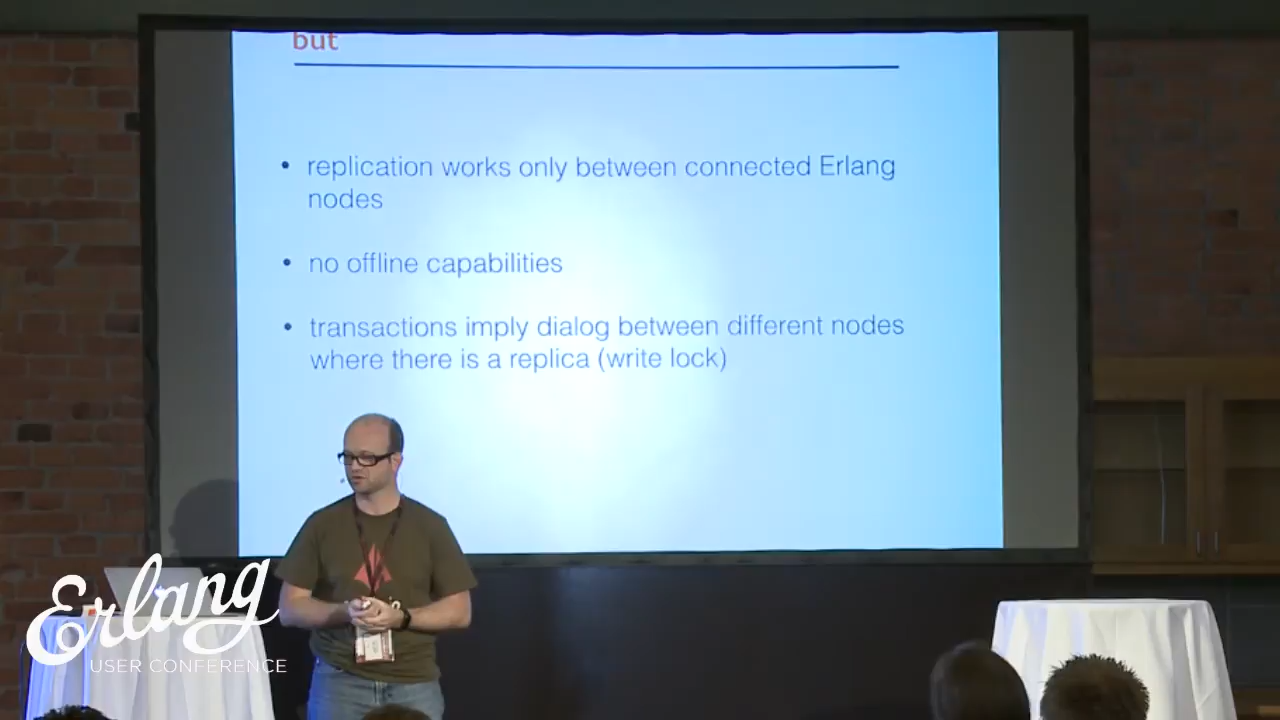 but
• replication works only between connected Erlang
nodes
• no offline capabilities
• transactions imply dialog between different nodes
where there is a replica (write lock)
Erlang
USER CONFERENCE